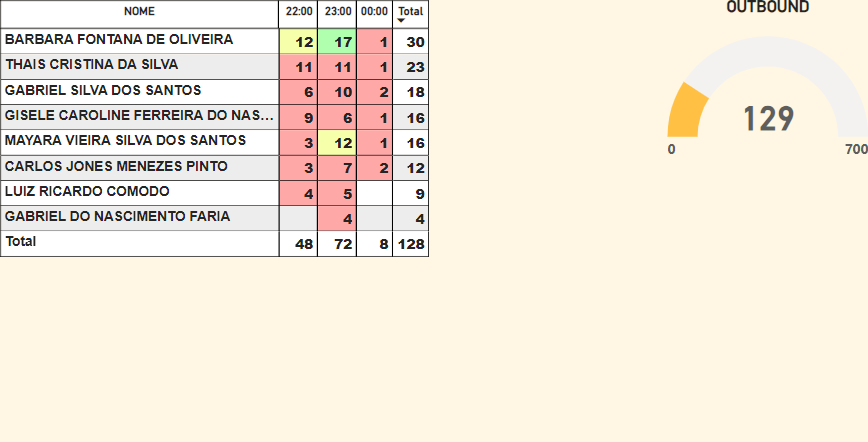 NOME 22:00 23:00 00:00 Total
BARBARA FONTANA DE OLIVEIRA 12 17 1 30
THAIS CRISTINA DA SILVA 11 11 1 23
GABRIEL SILVA DOS SANTOS 6 10 2 18
GISELE CAROLINE FERREIRA DO NAS... 9 6 1 16
MAYARA VIEIRA SILVA DOS SANTOS 3 12 1 16
CARLOS JONES MENEZES PINTO 3 7 2 12
LUIZ RICARDO COMODO 4 5 9
GABRIEL DO NASCIMENTO FARIA 4 4
Total 48 72 8 128
OUTBOUND
129
0 700